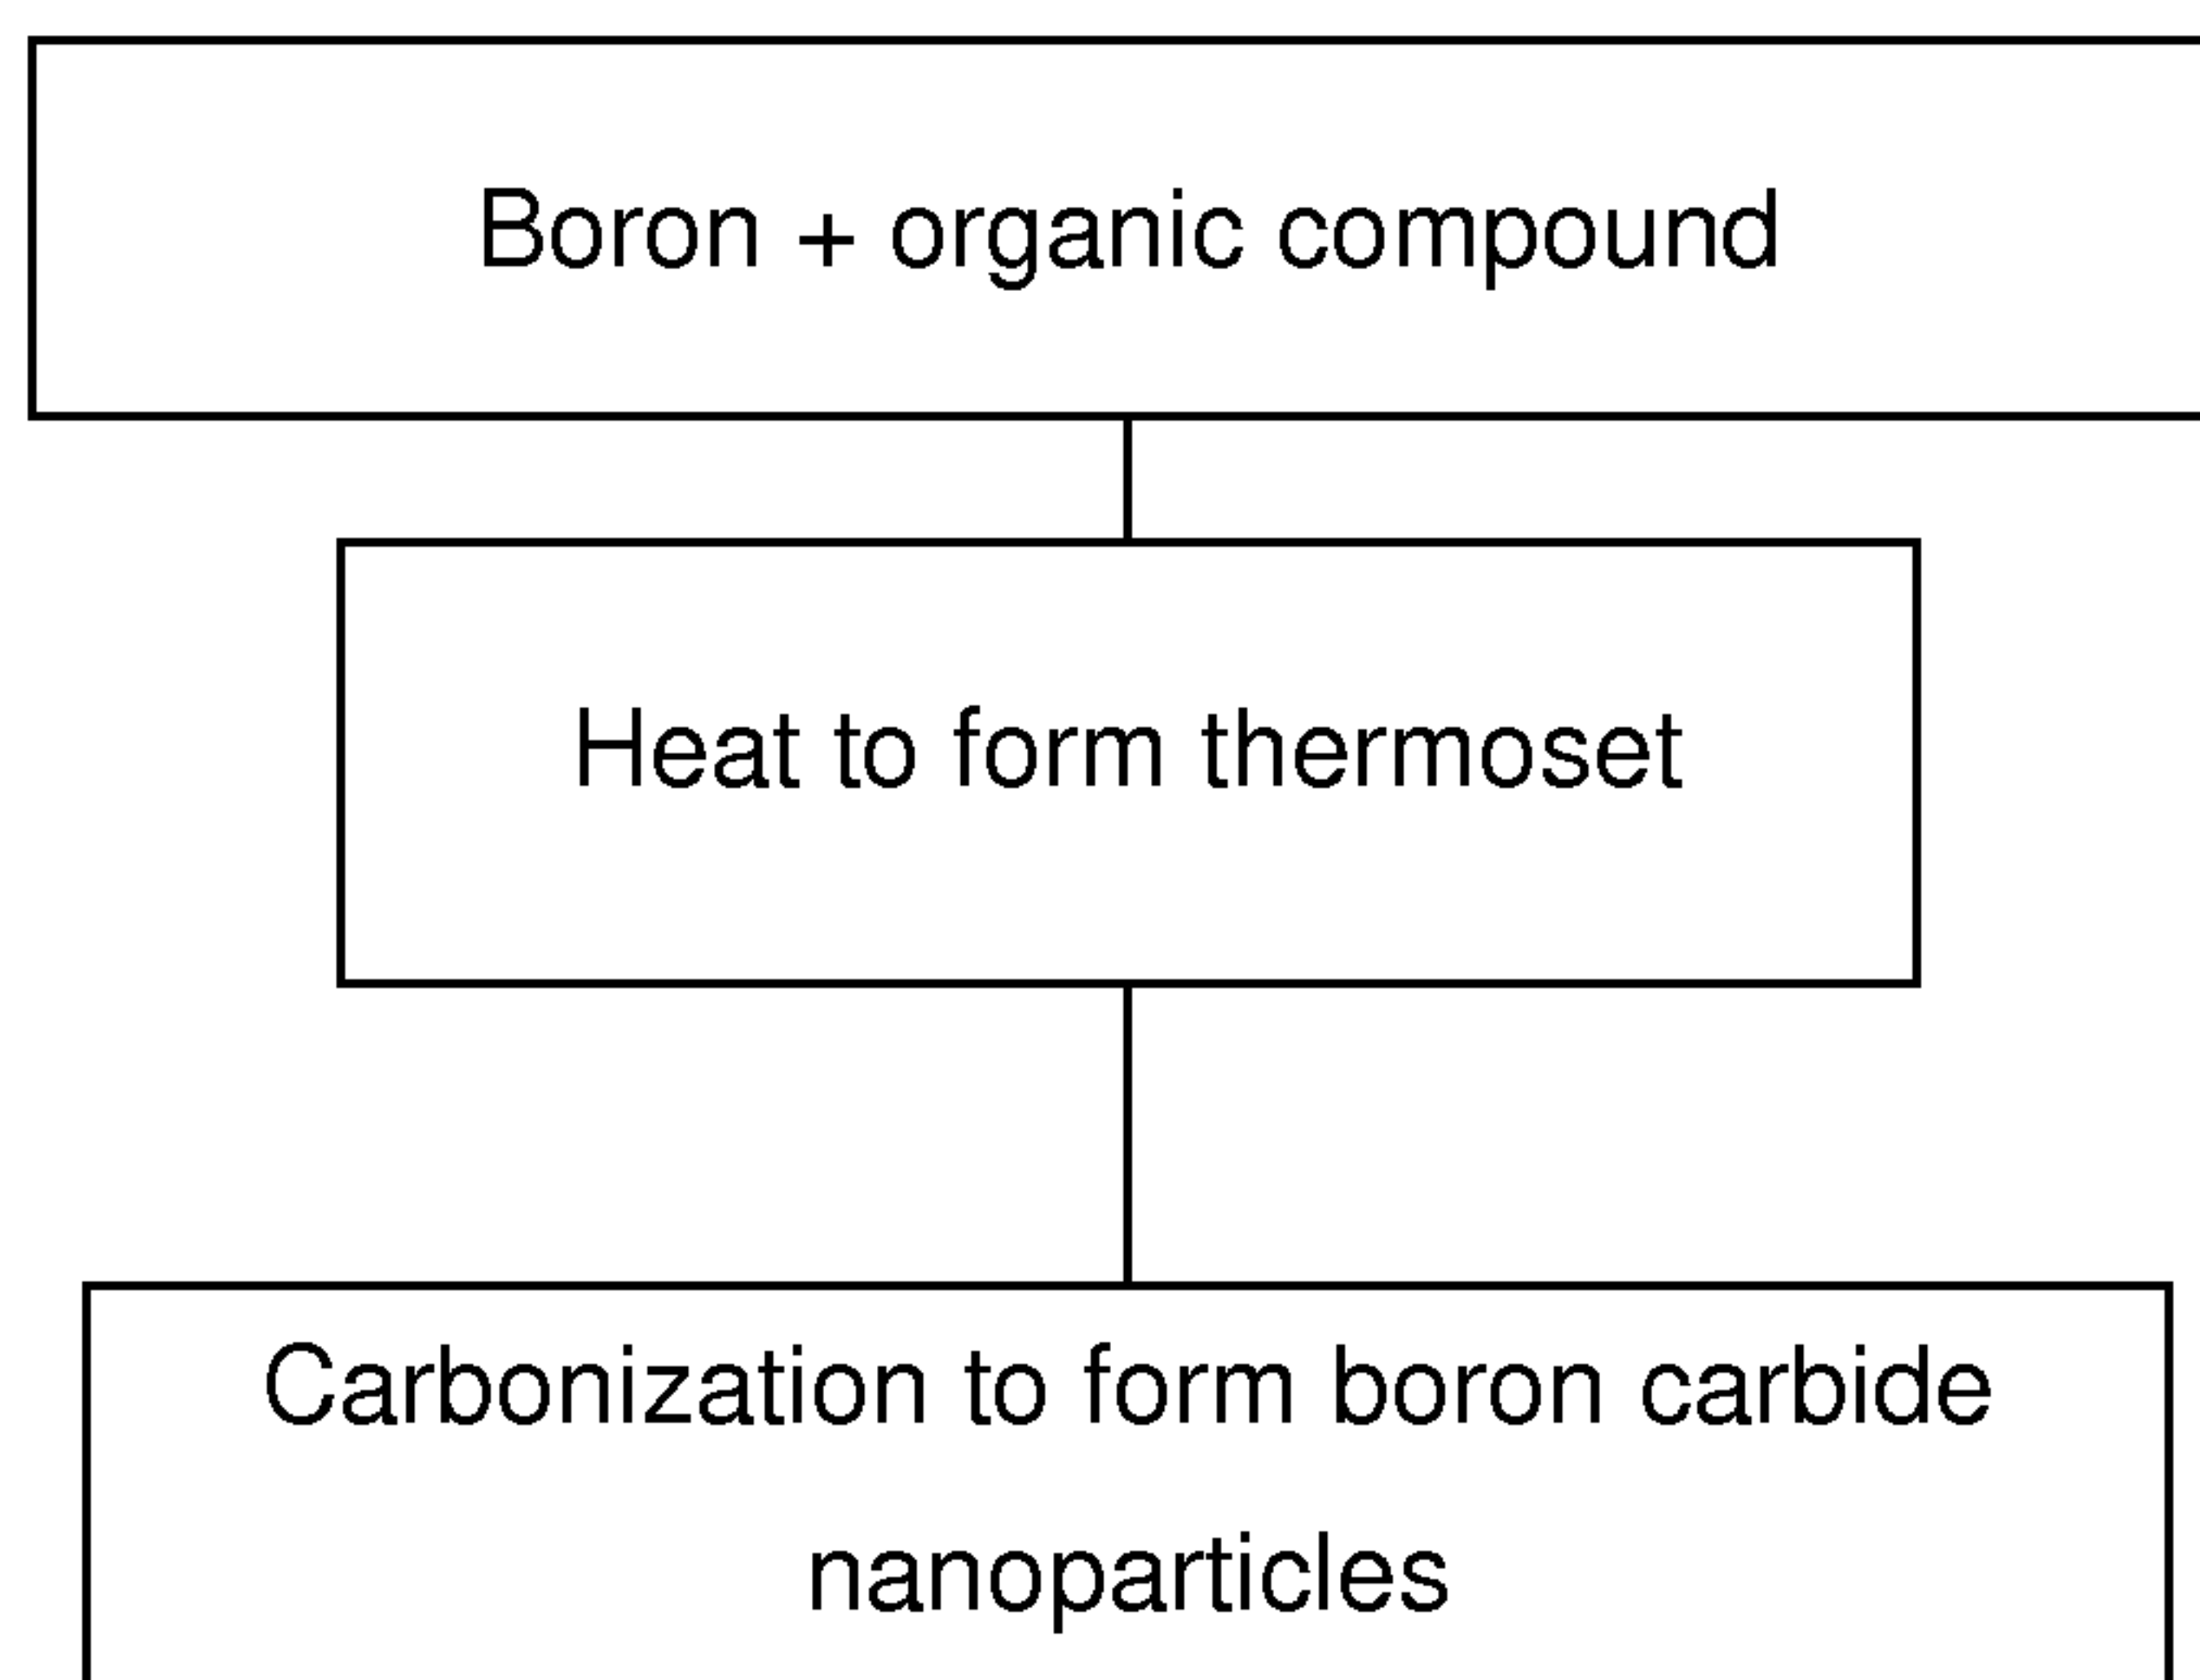 Boron + organic compound
Heat to form thermoset
Carbonization to form boron carbide
nanoparticles